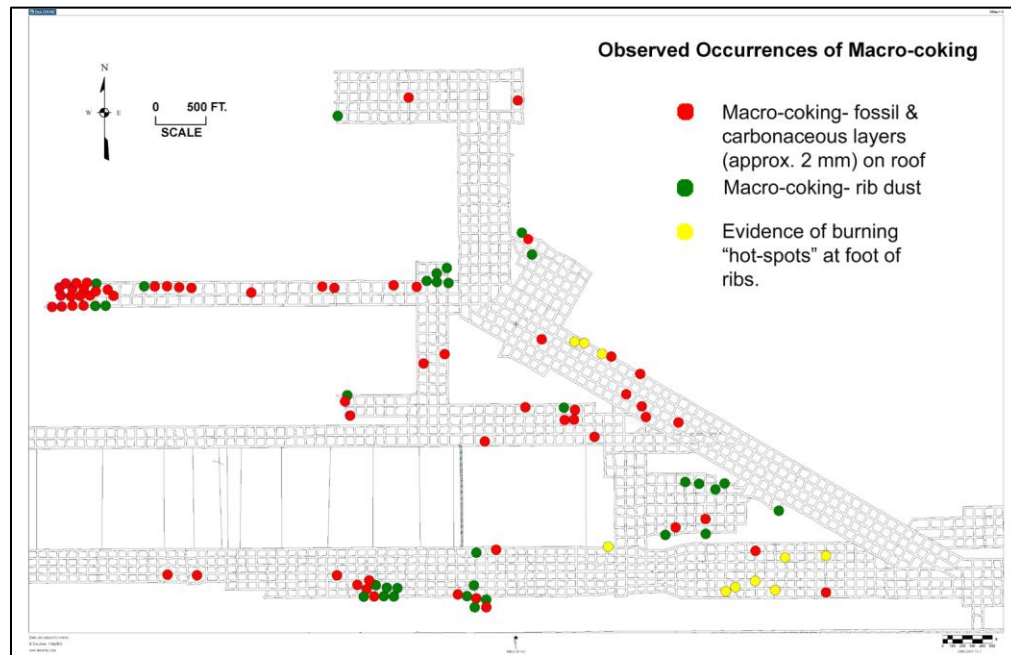 Observed Occurrences of Macro-coking
N
W E
0 500 FT.
SCALE
Macro-coking- fossil &
carbonaceous layers
(approx. 2 mm) on roof
Macro-coking- rib dust
Evidence of burning
“hot-spots” at foot of
ribs.